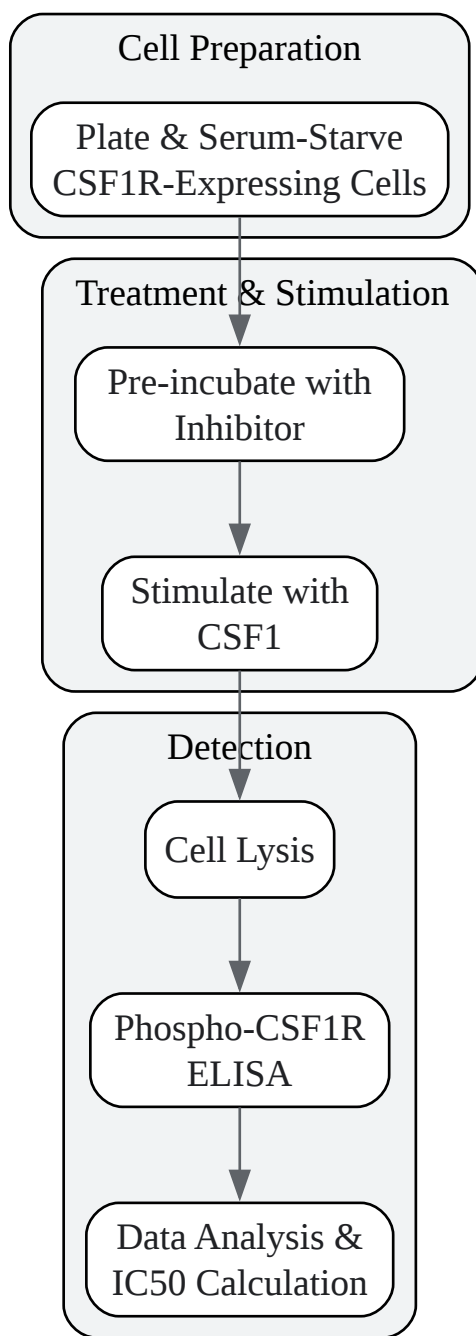 Cell Preparation
Plate & Serum-Starve
CSF1R-Expressing Cells
Treatment & Stimulation
Pre-incubate with
Inhibitor
Stimulate with
CSF1
Detection
Cell Lysis
Phospho-CSF1R
ELISA
Data Analysis &
IC50 Calculation